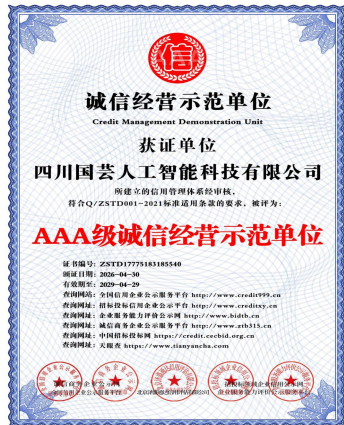 信
诚信经营示范单位
Credit Management Demonstration Unit
获证单位
四川国芸人工智能科技有限公司
所建立的信用管理体系经审核,
符合Q/ZSTD001-2021标准适用条款的要求, 被评为:
AAA级诚信经营示范单位
证书编号: ZSTD17775183185540
颁证日期: 2026-04-30
有效期至: 2029-04-29
查询网站: 全国信用企业公示服务平台 http://www.credit999.cn
查询网址: 招标投标信用公示服务平台 http://www.creditxy.cn
查询网址: 企业服务能力评价公示网 http://www.bidtb.cn
查询网址: 诚信商务企业公示服务平台 http://www.ztb315.cn
查询网址: 中国招标投标网 https://credit.cecbid.org.cn
查询网址: 天眼查 https://www.tianyancha.com